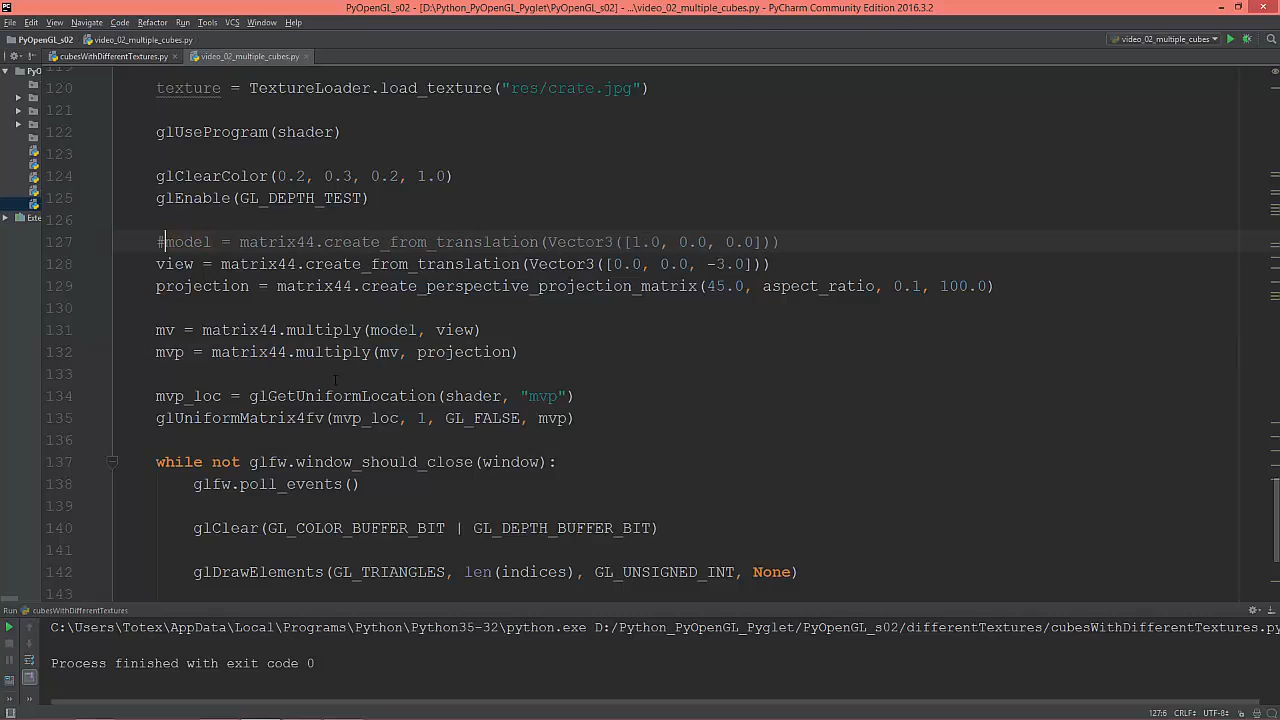 PyOpenGL_s02 - [D:\Python_PyOpenGL_Pyglet\PyOpenGL_s02] - ...\video_02_multiple_cubes.py - PyCharm Community Edition 2016.3.2
File Edit View Navigate Code Refactor Run Tools VCS Window Help
PyOpenGL_s02 video_02_multiple_cubes.py video_02_multiple_cubes
cubesWithDifferentTextures.py video_02_multiple_cubes.py
PyO
119
120 texture = TextureLoader.load_texture("res/crate.jpg")
121
122 glUseProgram(shader)
123
124 glClearColor(0.2, 0.3, 0.2, 1.0)
125 glEnable(GL_DEPTH_TEST)
126
127 #model = matrix44.create_from_translation(Vector3([1.0, 0.0, 0.0]))
128 view = matrix44.create_from_translation(Vector3([0.0, 0.0, -3.0]))
Exte
129 projection = matrix44.create_perspective_projection_matrix(45.0, aspect_ratio, 0.1, 100.0)
130
131 mv = matrix44.multiply(model, view)
132 mvp = matrix44.multiply(mv, projection)
133
134 mvp_loc = glGetUniformLocation(shader, "mvp")
135 glUniformMatrix4fv(mvp_loc, 1, GL_FALSE, mvp)
136
137 while not glfw.window_should_close(window):
138 glfw.poll_events()
139
140 glClear(GL_COLOR_BUFFER_BIT | GL_DEPTH_BUFFER_BIT)
141
142 glDrawElements(GL_TRIANGLES, len(indices), GL_UNSIGNED_INT, None)
143
Run cubesWithDifferentTextures
C:\Users\Totex\AppData\Local\Programs\Python\Python35-32\python.exe D:/Python_PyOpenGL_Pyglet/PyOpenGL_s02/differentTextures/cubesWithDifferentTextures.py
Process finished with exit code 0
127:6 CRLF÷ UTF-8÷